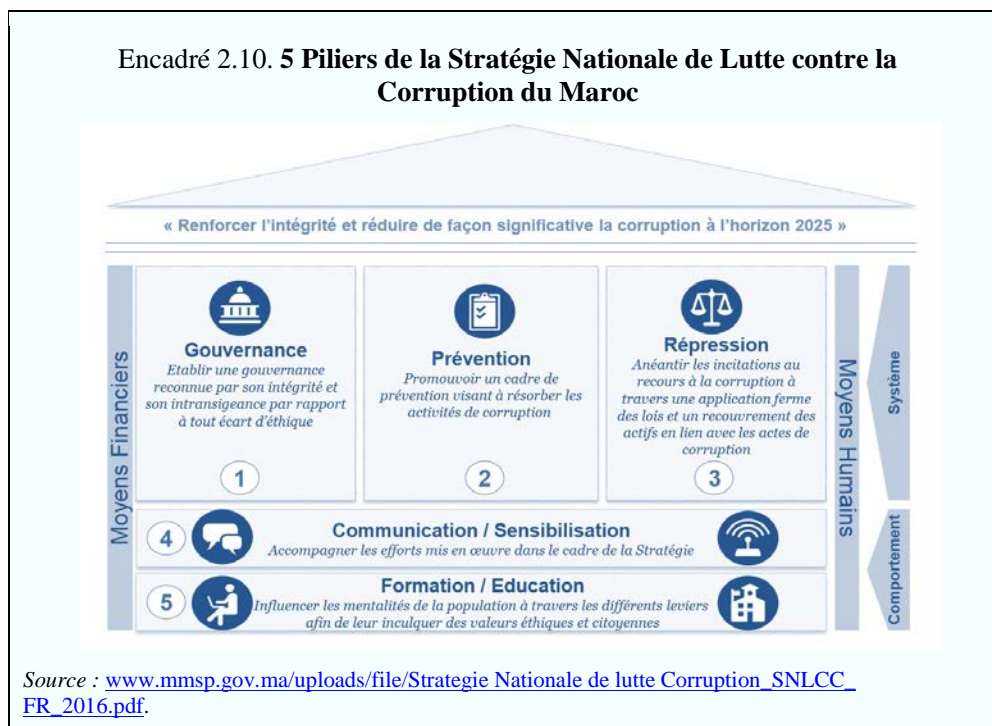 Encadré 2.10. 5 Piliers de la Stratégie Nationale de Lutte contre la
Corruption du Maroc
« Renforcer l'intégrité et réduire de façon significative la corruption à l'horizon 2025 »
Moyens Financiers
Gouvernance
Etablir une gouvernance
reconnue par son intégrité et
son intransigeance par rapport
à tout écart d'éthique
1
Prévention
Promouvoir un cadre de
prévention visant à résorber les
activités de corruption
2
Répression
Anéantir les incitations au
recours à la corruption à
travers une application ferme
des lois et un recouvrement des
actifs en lien avec les actes de
corruption
3
Moyens Humains
Système
4
Communication / Sensibilisation
Accompagner les efforts mis en œuvre dans le cadre de la Stratégie
5
Formation / Education
Influencer les mentalités de la population à travers les différents leviers
afin de leur inculquer des valeurs éthiques et citoyennes
Comportement
Source : www.mmsp.gov.ma/uploads/file/Strategie Nationale de lutte Corruption_SNLCC_
FR_2016.pdf.